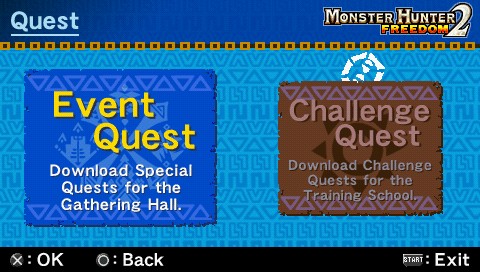 Quest
MONSTER HUNTER
FREEDOM 2
Event
Quest
Download Special
Quests for the
Gathering Hall.
Challenge
Quest
Download Challenge
Quests for the
Training School.
: OK
: Back
START: Exit